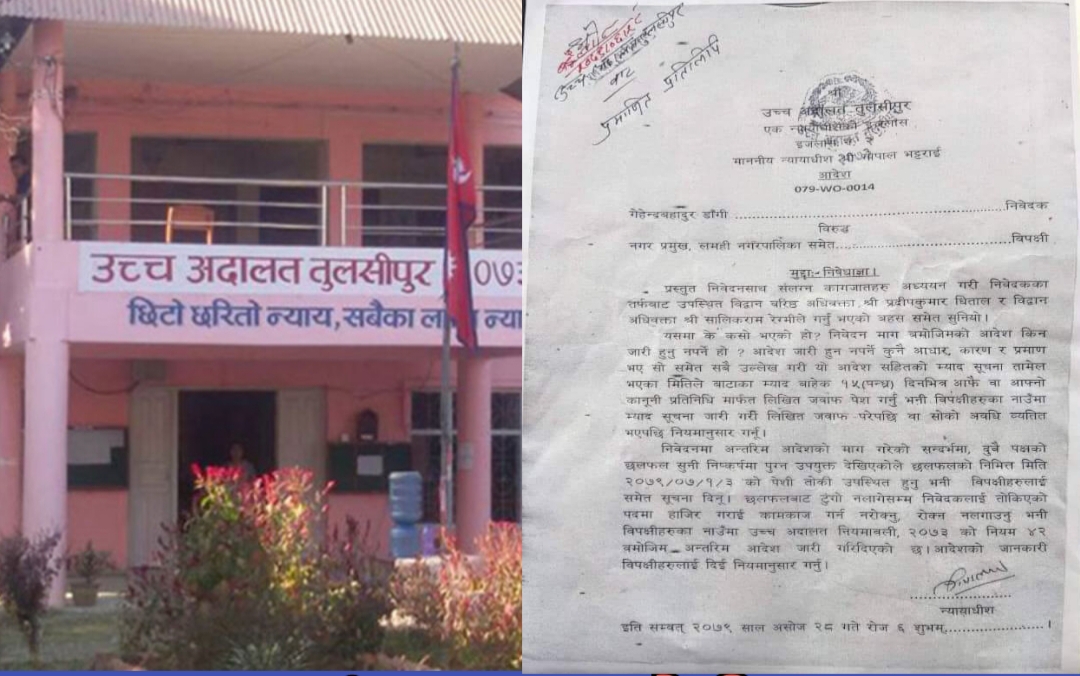 उच्च अदालत तुलसीपुर
०७३
छिटो छरितो न्याय, सबैका
न्या
वाट
प्रमाणित प्रतिलिपि
उच्च अदालत तुलसीपुर
एक
इजलास
माननीय न्यायाधीश श्री गोपाल भट्टराई
आदेश
079-WO-0014
गेहेन्द्रबहादुर डाँगी ................................................निवेदक
विरुद्ध
नगर प्रमुख, लमही नगरपालिका समेत................................विपक्षी
मुद्दाः- निषेधाज्ञा।
प्रस्तुत निवेदनसाथ संलग्न कागजातहरु अध्ययन गरी निवेदकका
तर्फबाट उपस्थित विद्वान वरिष्ठ अधिवक्ता श्री प्रदीपकुमार धिताल र विद्वान
अधिवक्ता श्री सालिकराम रेग्मीले गर्नु भएको बहस समेत सुनियो।
यसमा के कसो भएको हो? निवेदन माग बमोजिमको आदेश किन
जारी हुनु नपर्ने हो ? आदेश जारी हुन नपर्ने कुनै आधार, कारण र प्रमाण
भए सो समेत सबै उल्लेख गरी यो आदेश सहितको म्याद सूचना तामेल
भएका मितिले बाटाका म्याद बाहेक १५(पन्ध्र) दिनभित्र आफै वा आफ्नो
कानूनी प्रतिनिधि मार्फत लिखित जवाफ पेश गर्नु भनी विपक्षीहरुका नाउँमा
म्याद सूचना जारी गरी लिखित जवाफ परेपछि वा सोको अवधि व्यतित
भएपछि नियमानुसार गर्नू।
निवेदनमा अन्तरिम आदेशको माग गरेको सन्दर्भमा, दुवै पक्षको
छलफल सुनी निष्कर्षमा पुग्न उपयुक्त देखिएकोले छलफलको निमित्त मिति
२०७९/०७/१/३ को पेशी तोकी उपस्थित हुनु भनी विपक्षीहरुलाई
समेत सूचना दिनू। छलफलबाट टुंगो नलागेसम्म निवेदकलाई तोकिएको
पदमा हाजिर गराई कामकाज गर्न नरोक्नु, रोक्न नलगाउनु भनी
विपक्षीहरुका नाउँमा उच्च अदालत नियमावली, २०७३ को नियम ४२
बमोजिम अन्तरिम आदेश जारी गरिदिएको छ। आदेशको जानकारी
विपक्षीहरुलाई दिई नियमानुसार गर्नु।
न्यायाधीश
इति सम्वत् २०७९ साल असोज २८ गते रोज ६ शुभम्.....................।